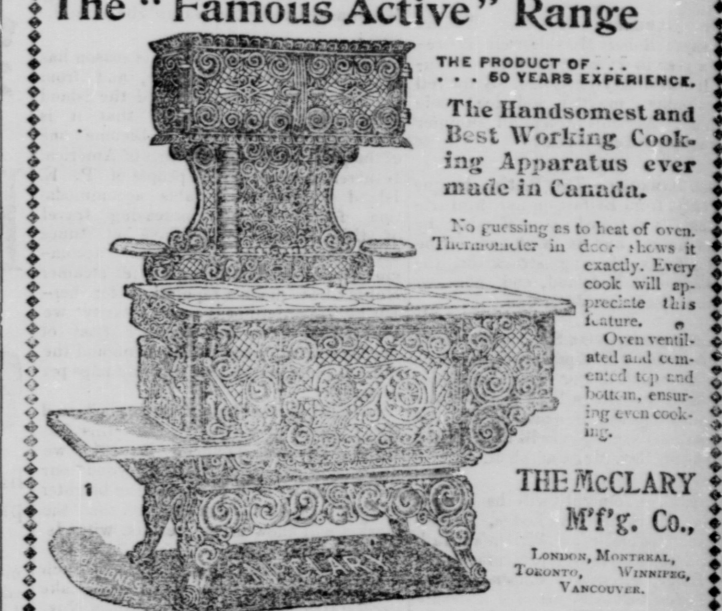 The "Famous Active" Range
THE PRODUCT OF . . .
. . . 50 YEARS EXPERIENCE.
The Handsomest and
Best Working Cook-
ing Apparatus ever
made in Canada.
No guessing as to heat of oven.
Thermometer in door shows it
exactly. Every
cook will ap-
preciate this
feature.
Oven ventil-
ated and cem-
ented top and
bottom, ensur-
ing even cook-
ing.
THE McCLARY
M'f'g. Co.,
LONDON, MONTREAL,
TORONTO, WINNIPEG,
VANCOUVER.
McCLARY
JONES